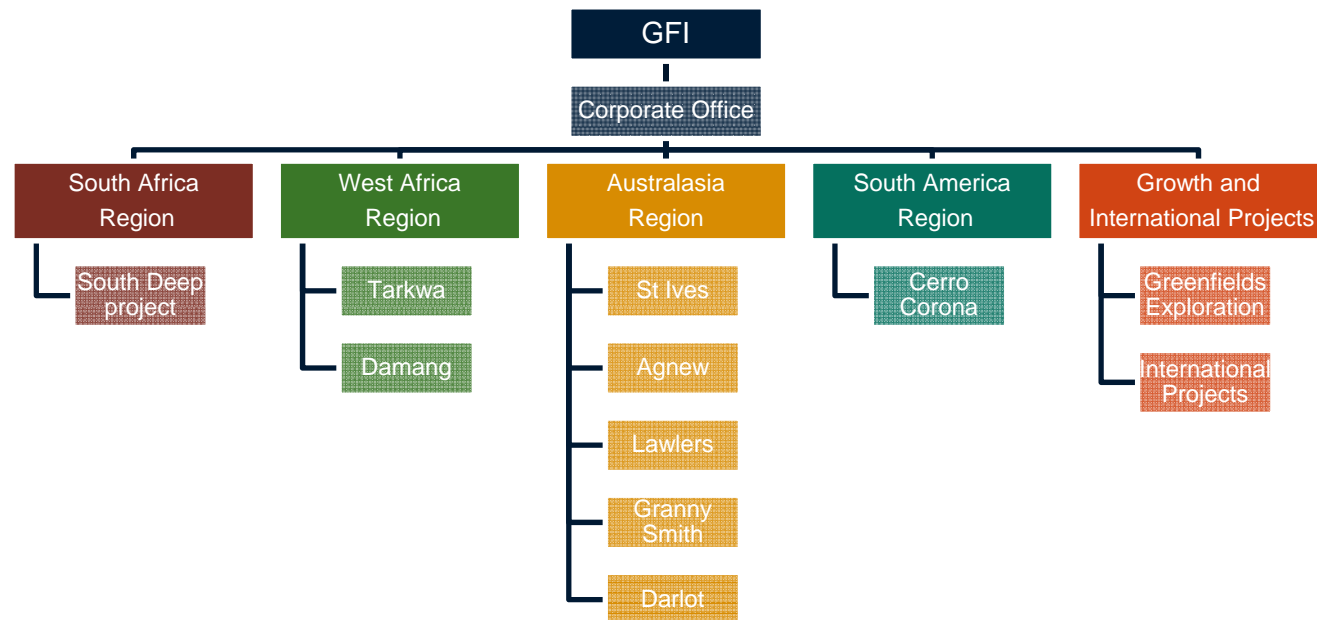 GFI
Corporate Office
South Africa
Region
West Africa
Region
Australasia
Region
South America
Region
Growth and
International Projects
South Deep
project
Tarkwa
Damang
St Ives
Agnew
Lawlers
Granny
Smith
Darlot
Cerro
Corona
Greenfields
Exploration
International
Projects